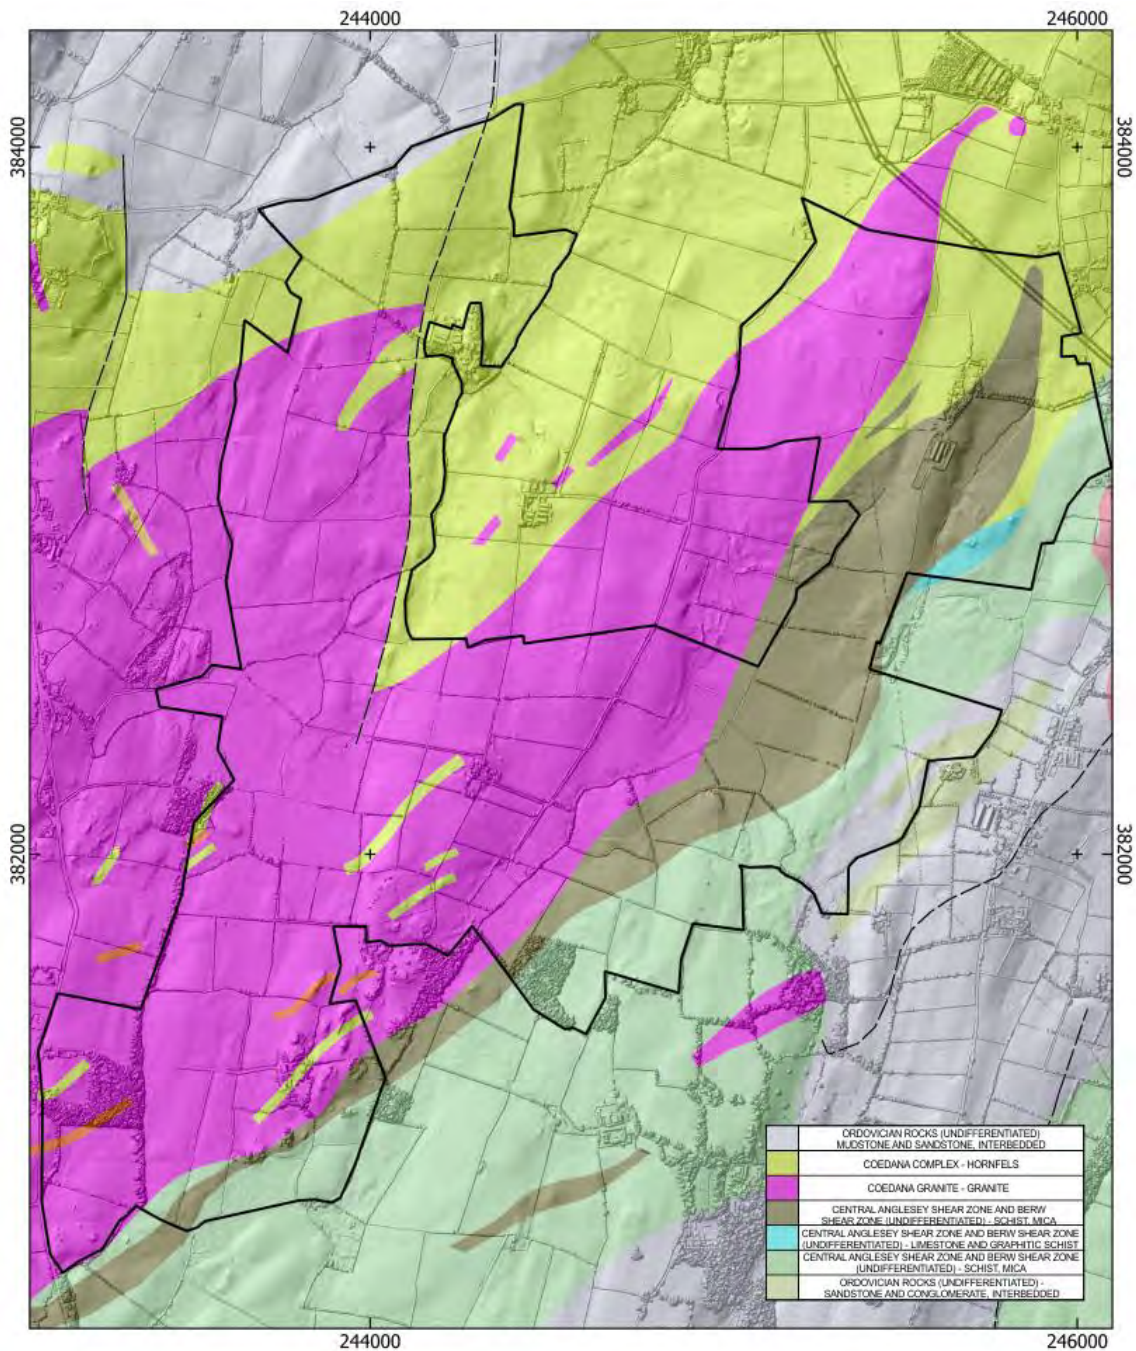 244000
246000
384000
384000
382000
382000
ORDOVICIAN ROCKS (UNDIFFERENTIATED)
MUDSTONE AND SANDSTONE, INTERBEDDED
COEDANA COMPLEX - HORNFELS
COEDANA GRANITE - GRANITE
CENTRAL ANGLESEY SHEAR ZONE AND BERW
SHEAR ZONE (UNDIFFERENTIATED) - SCHIST, MICA
CENTRAL ANGLESEY SHEAR ZONE AND BERW SHEAR ZONE
(UNDIFFERENTIATED) - LIMESTONE AND GRAPHITIC SCHIST
CENTRAL ANGLESEY SHEAR ZONE AND BERW SHEAR ZONE
(UNDIFFERENTIATED) - SCHIST, MICA
ORDOVICIAN ROCKS (UNDIFFERENTIATED) -
SANDSTONE AND CONGLOMERATE, INTERBEDDED
244000
246000